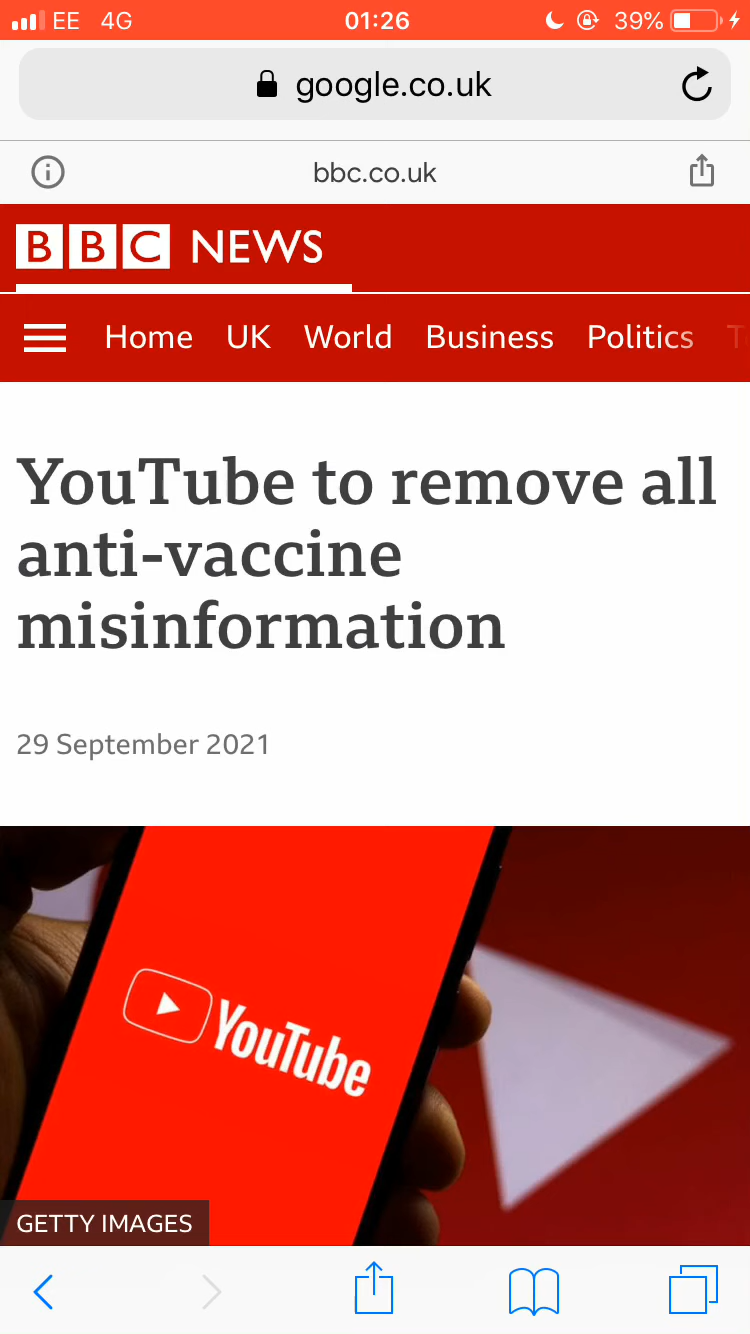 EE 4G 01:26 39%
google.co.uk
bbc.co.uk
BBC NEWS
Home UK World Business Politics
YouTube to remove all
anti-vaccine
misinformation
29 September 2021
YouTube
GETTY IMAGES